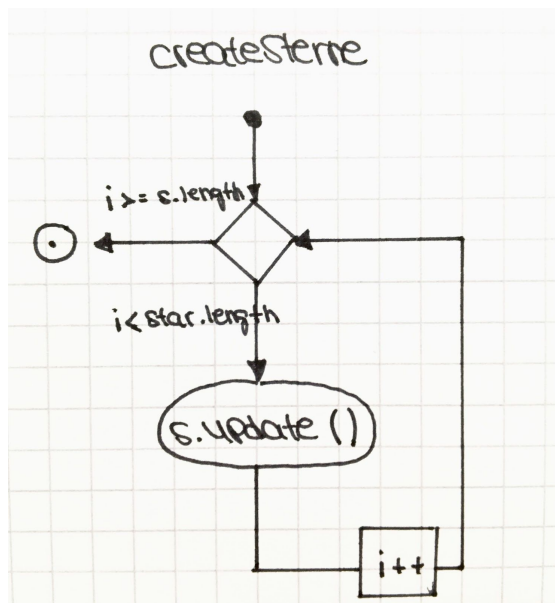 createSterne
i >= s.length
i < star.length
s.update ()
i++